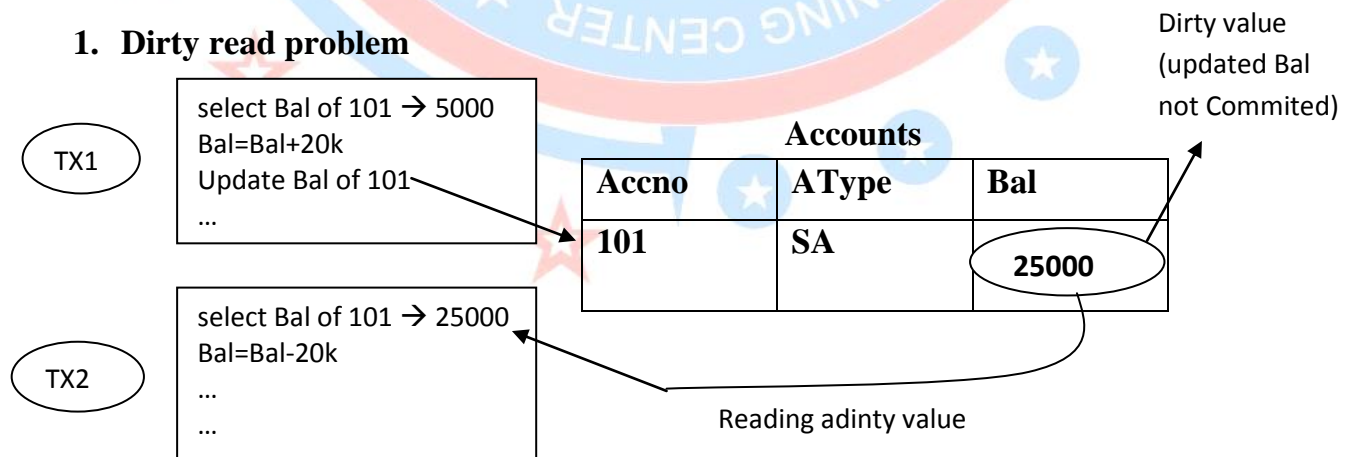 NING CENTER
1. Dirty read problem
Dirty value
(updated Bal
not Commited)
TX1
select Bal of 101 → 5000
Bal=Bal+20k
Update Bal of 101
...
Accounts
Accno AType Bal
101 SA 25000
TX2
select Bal of 101 → 25000
Bal=Bal-20k
...
...
Reading adinty value